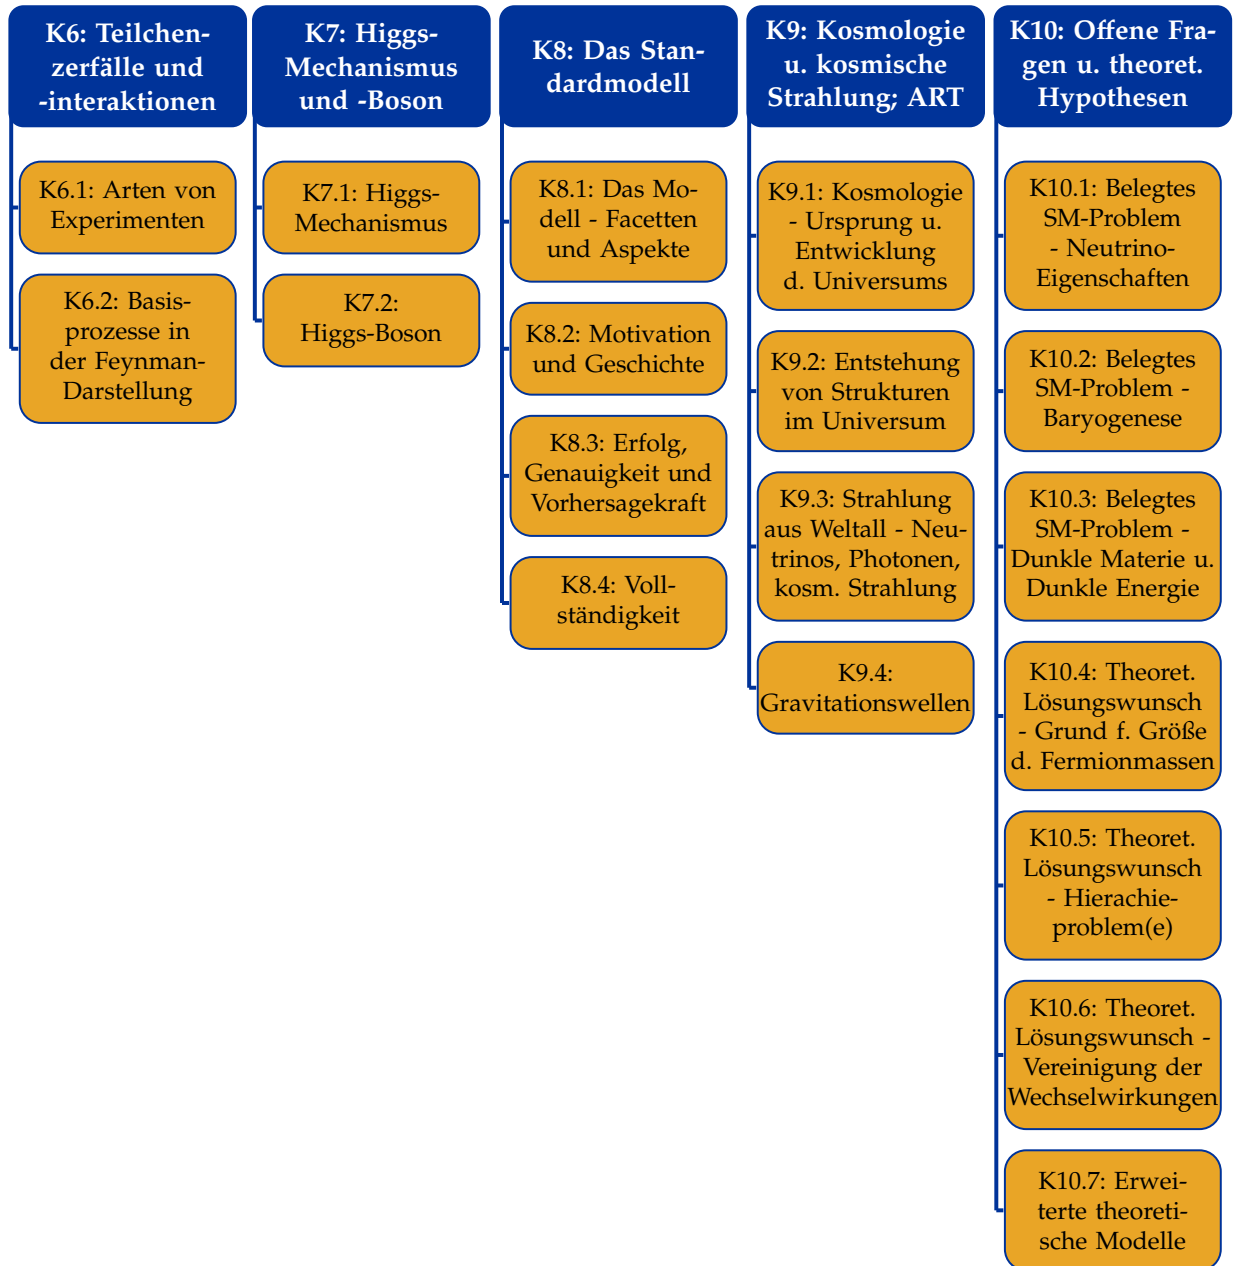 K6: Teilchen-
zerfälle und
-interaktionen
K6.1: Arten von
Experimenten
K6.2: Basis-
prozesse in
der Feynman-
Darstellung
K7: Higgs-
Mechanismus
und -Boson
K7.1: Higgs-
Mechanismus
K7.2:
Higgs-Boson
K8: Das Stan-
dardmodell
K8.1: Das Mo-
dell - Facetten
und Aspekte
K8.2: Motivation
und Geschichte
K8.3: Erfolg,
Genauigkeit und
Vorhersagekraft
K8.4: Voll-
ständigkeit
K9: Kosmologie
u. kosmische
Strahlung; ART
K9.1: Kosmologie
- Ursprung u.
Entwicklung
d. Universums
K9.2: Entstehung
von Strukturen
im Universum
K9.3: Strahlung
aus Weltall - Neu-
trinos, Photonen,
kosm. Strahlung
K9.4:
Gravitationswellen
K10: Offene Fra-
gen u. theoret.
Hypothesen
K10.1: Belegtes
SM-Problem
- Neutrino-
Eigenschaften
K10.2: Belegtes
SM-Problem -
Baryogenese
K10.3: Belegtes
SM-Problem -
Dunkle Materie u.
Dunkle Energie
K10.4: Theoret.
Lösungswunsch
- Grund f. Größe
d. Fermionmassen
K10.5: Theoret.
Lösungswunsch
- Hierachie-
problem(e)
K10.6: Theoret.
Lösungswunsch -
Vereinigung der
Wechselwirkungen
K10.7: Erwei-
terte theoreti-
sche Modelle